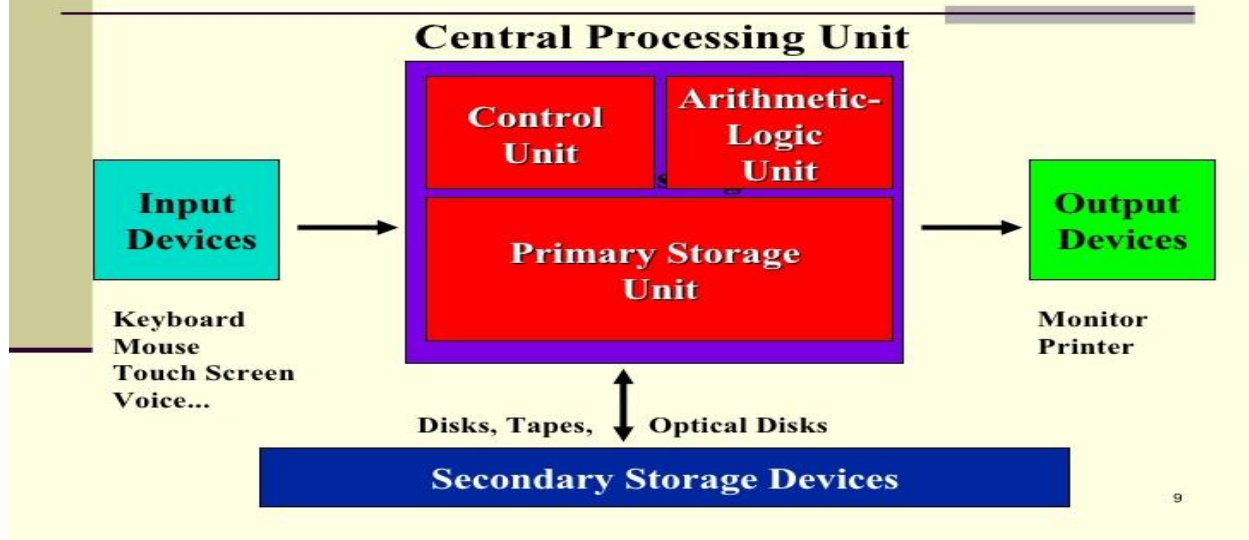 Central Processing Unit
Control
Unit
Arithmetic-
Logic
Unit
Input
Devices
Primary Storage
Unit
Output
Devices
Keyboard
Mouse
Touch Screen
Voice...
Monitor
Printer
Disks, Tapes, Optical Disks
Secondary Storage Devices
9